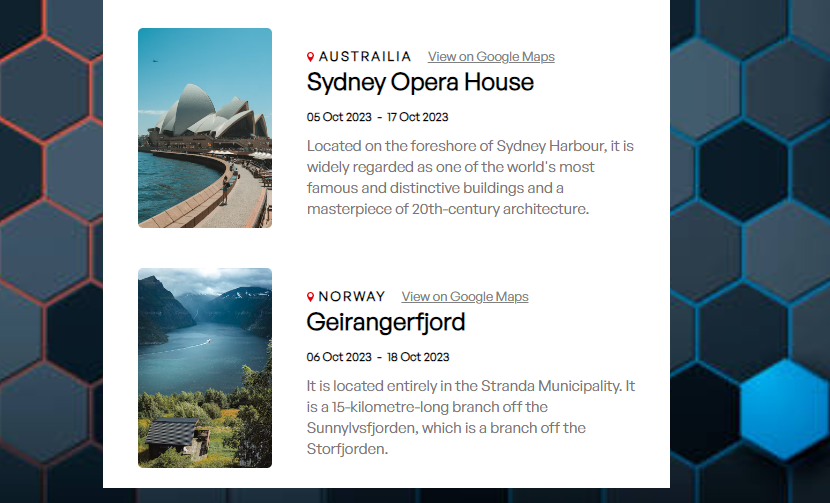 AUSTRAILIA View on Google Maps
Sydney Opera House
05 Oct 2023 - 17 Oct 2023
Located on the foreshore of Sydney Harbour, it is
widely regarded as one of the world's most
famous and distinctive buildings and a
masterpiece of 20th-century architecture.
NORWAY View on Google Maps
Geirangerfjord
06 Oct 2023 - 18 Oct 2023
It is located entirely in the Stranda Municipality. It
is a 15-kilometre-long branch off the
Sunnylvsfjorden, which is a branch off the
Storfjorden.